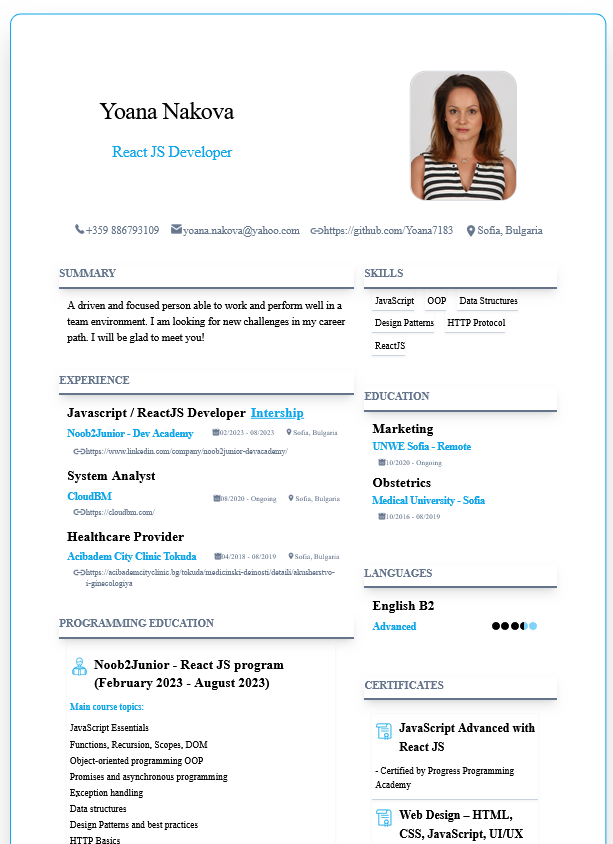 Yoana Nakova
React JS Developer
+359 886793109 yoana.nakova@yahoo.com https://github.com/Yoana7183 Sofia, Bulgaria
SUMMARY
A driven and focused person able to work and perform well in a
team environment. I am looking for new challenges in my career
path. I will be glad to meet you!
EXPERIENCE
Javascript / ReactJS Developer Intership
Noob2Junior - Dev Academy 02/2023 - 08/2023 Sofia, Bulgaria
https://www.linkedin.com/company/noob2junior-devacademy/
System Analyst
CloudBM 08/2020 - Ongoing Sofia, Bulgaria
https://cloudbm.com/
Healthcare Provider
Acibadem City Clinic Tokuda 04/2018 - 08/2019 Sofia, Bulgaria
https://acibademcityclinic.bg/tokuda/medicinski-deinosti/detaili/akusherstvo-
i-ginecologiya
PROGRAMMING EDUCATION
Noob2Junior - React JS program
(February 2023 - August 2023)
Main course topics:
JavaScript Essentials
Functions, Recursion, Scopes, DOM
Object-oriented programming OOP
Promises and asynchronous programming
Exception handling
Data structures
Design Patterns and best practices
HTTP Basics
SKILLS
JavaScript OOP Data Structures
Design Patterns HTTP Protocol
ReactJS
EDUCATION
Marketing
UNWE Sofia - Remote
10/2020 - Ongoing
Obstetrics
Medical University - Sofia
10/2016 - 08/2019
LANGUAGES
English B2
Advanced
CERTIFICATES
JavaScript Advanced with
React JS
- Certified by Progress Programming
Academy
Web Design – HTML,
CSS, JavaScript, UI/UX